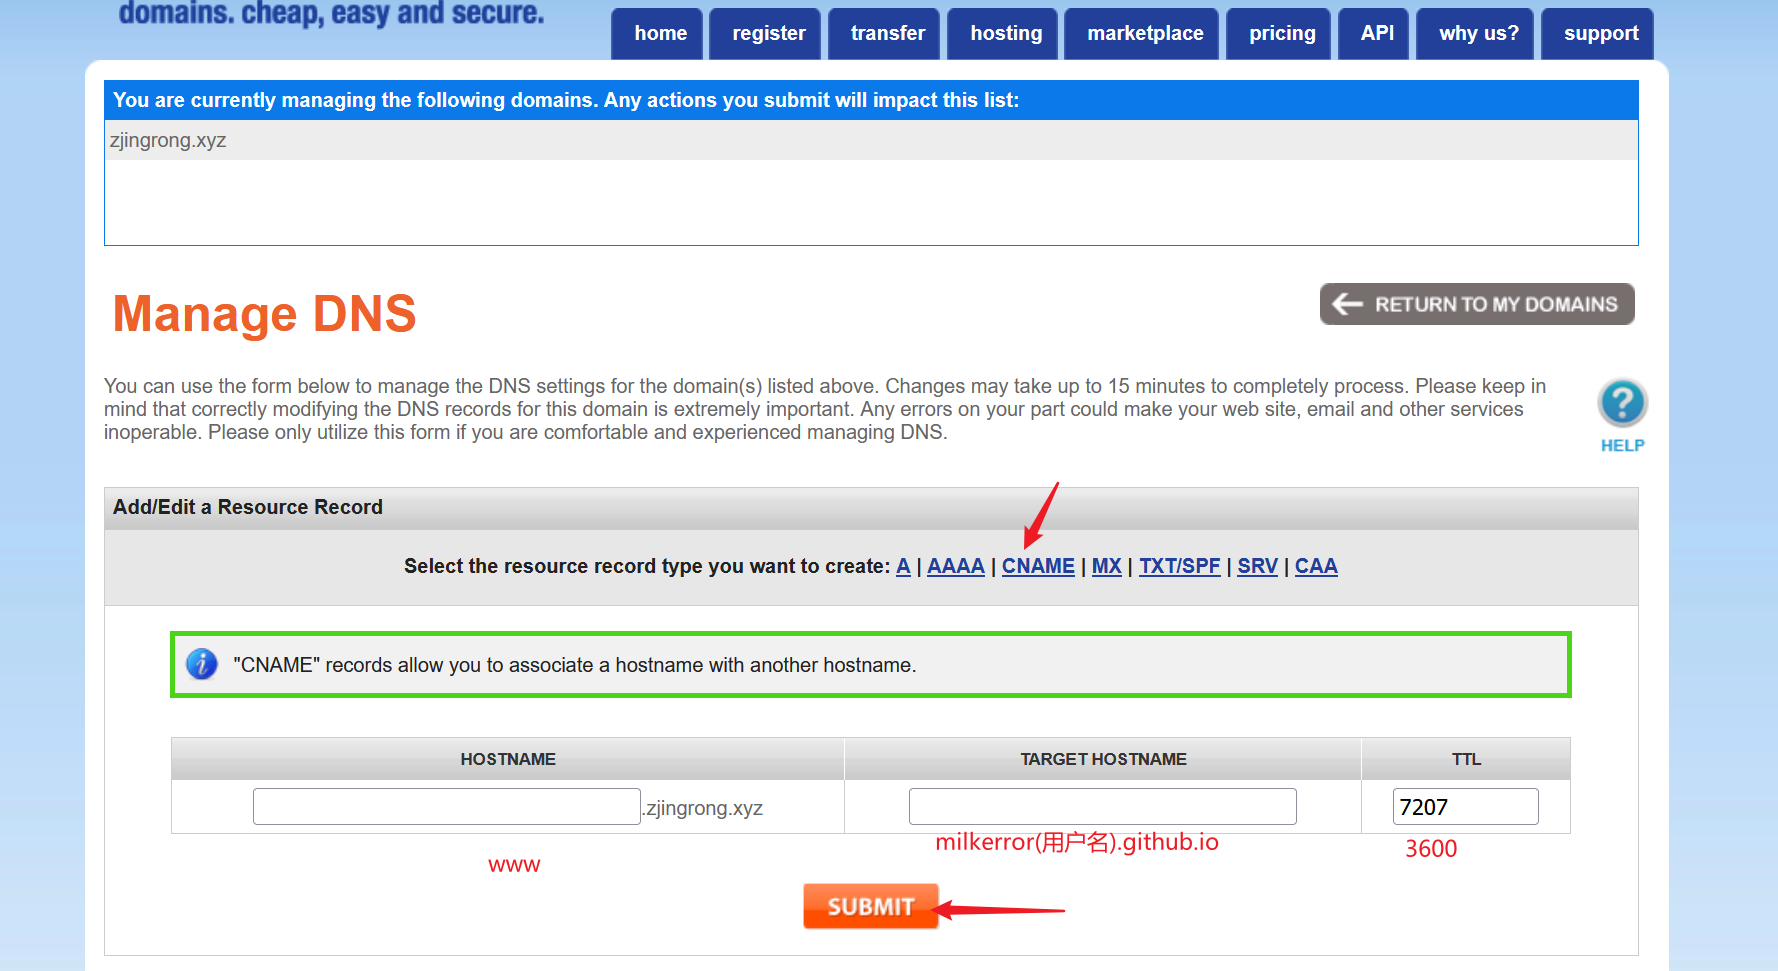 domains. cheap, easy and secure.
home register transfer hosting marketplace pricing API why us? support
You are currently managing the following domains. Any actions you submit will impact this list:
zjingrong.xyz
Manage DNS
RETURN TO MY DOMAINS
You can use the form below to manage the DNS settings for the domain(s) listed above. Changes may take up to 15 minutes to completely process. Please keep in
mind that correctly modifying the DNS records for this domain is extremely important. Any errors on your part could make your web site, email and other services
inoperable. Please only utilize this form if you are comfortable and experienced managing DNS.
?
HELP
Add/Edit a Resource Record
Select the resource record type you want to create: A | AAAA | CNAME | MX | TXT/SPF | SRV | CAA
i "CNAME" records allow you to associate a hostname with another hostname.
HOSTNAME TARGET HOSTNAME TTL
.zjingrong.xyz 7207
www milkerror(用户名).github.io 3600
SUBMIT